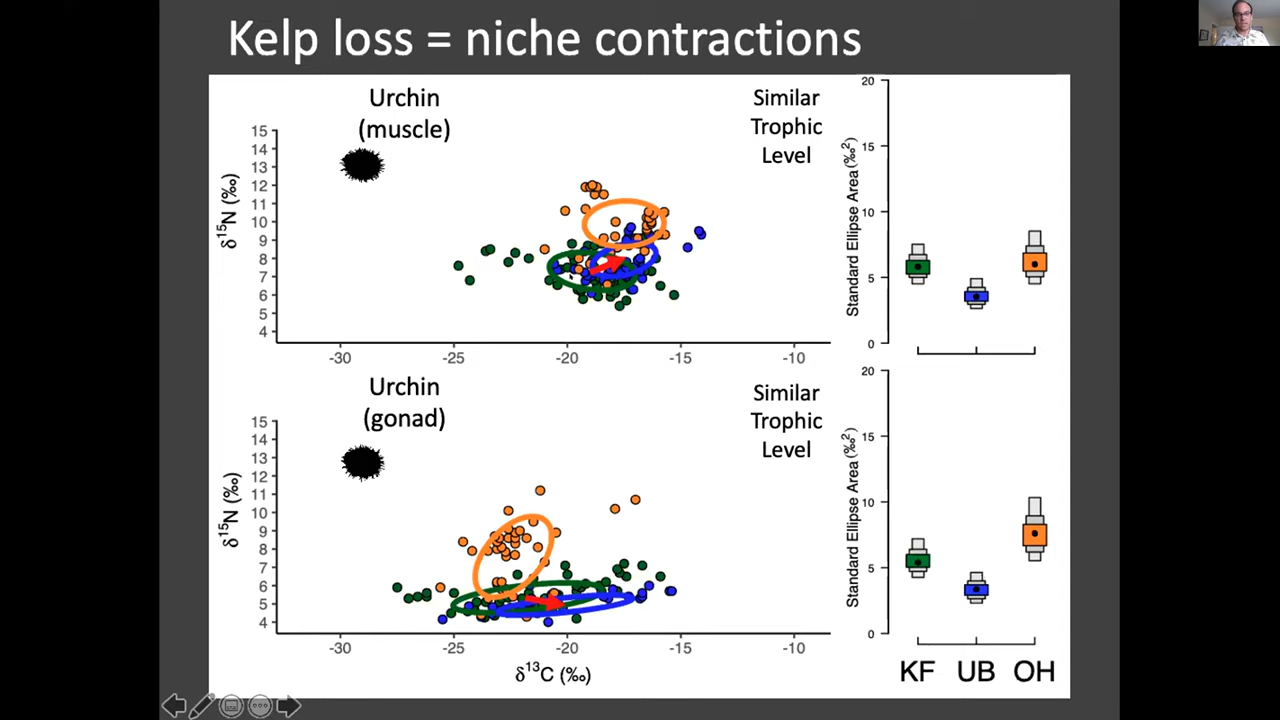 Kelp loss = niche contractions
Urchin
(muscle)
Similar
Trophic
Level
δ15N (‰)
15
14
13
12
11
10
9
8
7
6
5
4
-30
-25
-20
-15
-10
Standard Ellipse Area (‰2)
20
15
10
5
0
Urchin
(gonad)
Similar
Trophic
Level
δ15N (‰)
15
14
13
12
11
10
9
8
7
6
5
4
-30
-25
-20
-15
-10
δ13C (‰)
Standard Ellipse Area (‰2)
20
15
10
5
0
KF UB OH